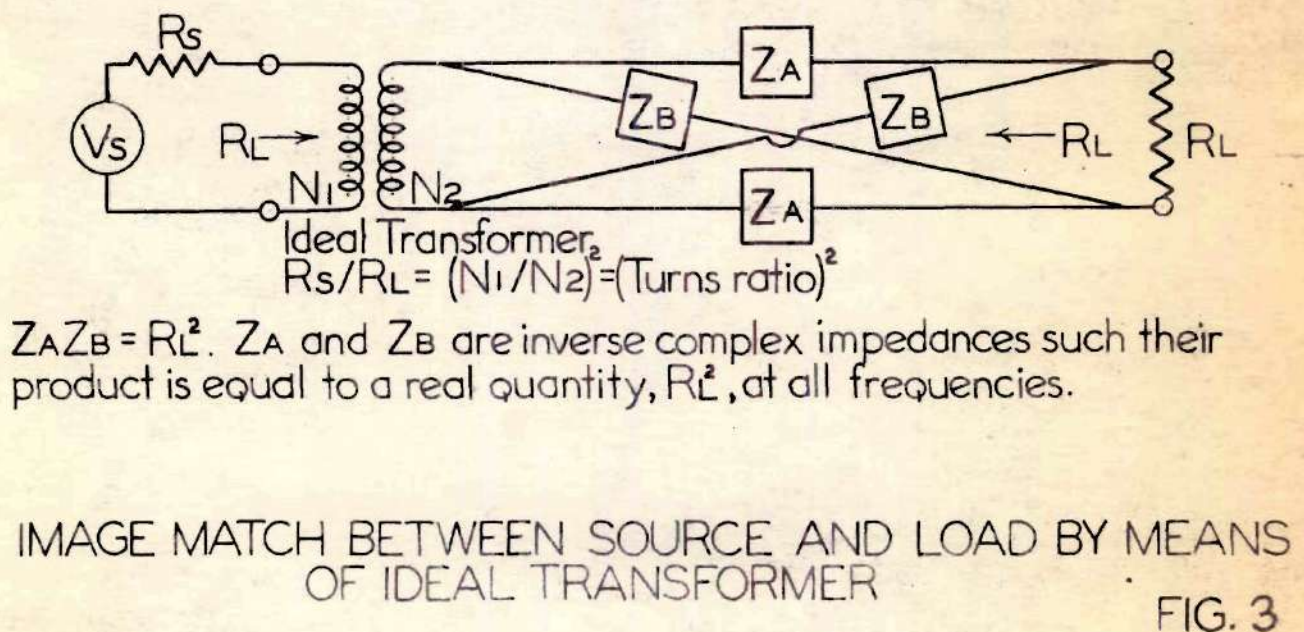 Rs
ZA
ZB ZB
Vs RL → ← RL RL
N1 N2
ZA
Ideal Transformer
Rs/RL = (N1/N2)² = (Turns ratio)²
ZAZB = RL². ZA and ZB are inverse complex impedances such their
product is equal to a real quantity, RL², at all frequencies.
IMAGE MATCH BETWEEN SOURCE AND LOAD BY MEANS
OF IDEAL TRANSFORMER
FIG. 3